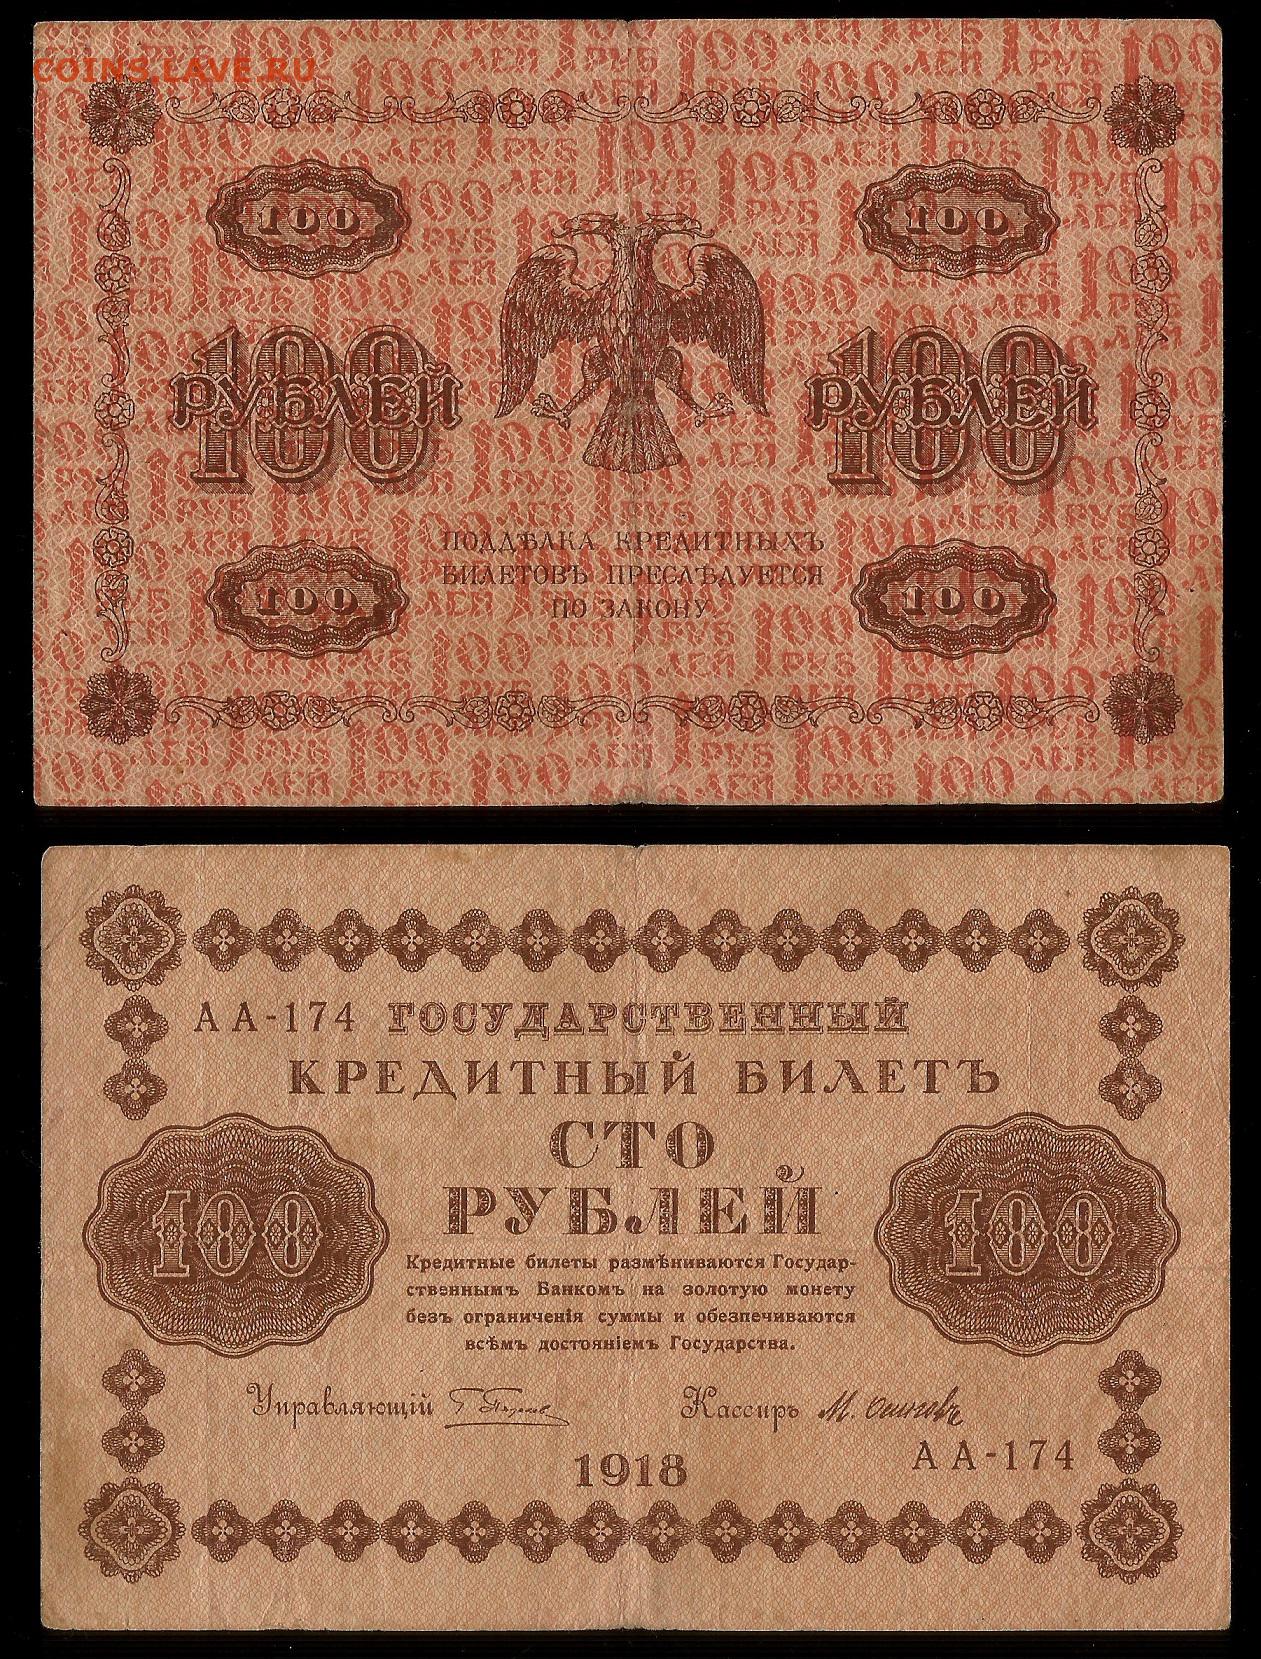 COINS.LAVE.RU
100 100
100 100
РУБЛЕЙ РУБЛЕЙ
ПОДДѢЛКА КРЕДИТНЫХЪ
БИЛЕТОВЪ ПРЕСЛѢДУЕТСЯ
ПО ЗАКОНУ
100 100
АА-174 ГОСУДАРСТВЕННЫЙ
КРЕДИТНЫЙ БИЛЕТЪ
СТО
РУБЛЕЙ
100 100
Кредитные билеты размѣниваются Государ-
ственнымъ Банкомъ на золотую монету
безъ ограниченія суммы и обезпечиваются
всѣмъ достояніемъ Государства.
Управляющій Кассиръ М. Осиповъ
АА-174
1918